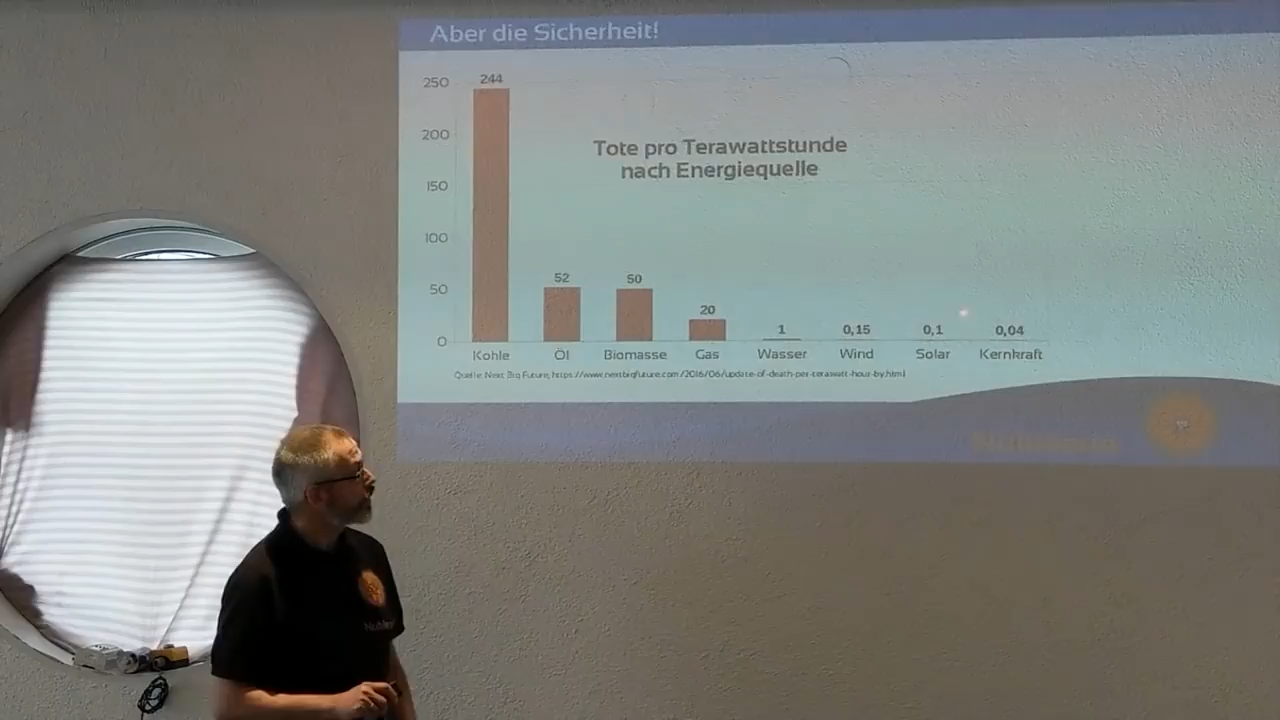 Aber die Sicherheit!
250
200
150
100
50
0
244
52
50
20
1
0,15
0,1
0,04
Tote pro Terawattstunde
nach Energiequelle
Kohle Öl Biomasse Gas Wasser Wind Solar Kernkraft
Quelle: Next Big Future, https://www.nextbigfuture.com/2016/06/update-of-death-per-terawatt-hour-by.html